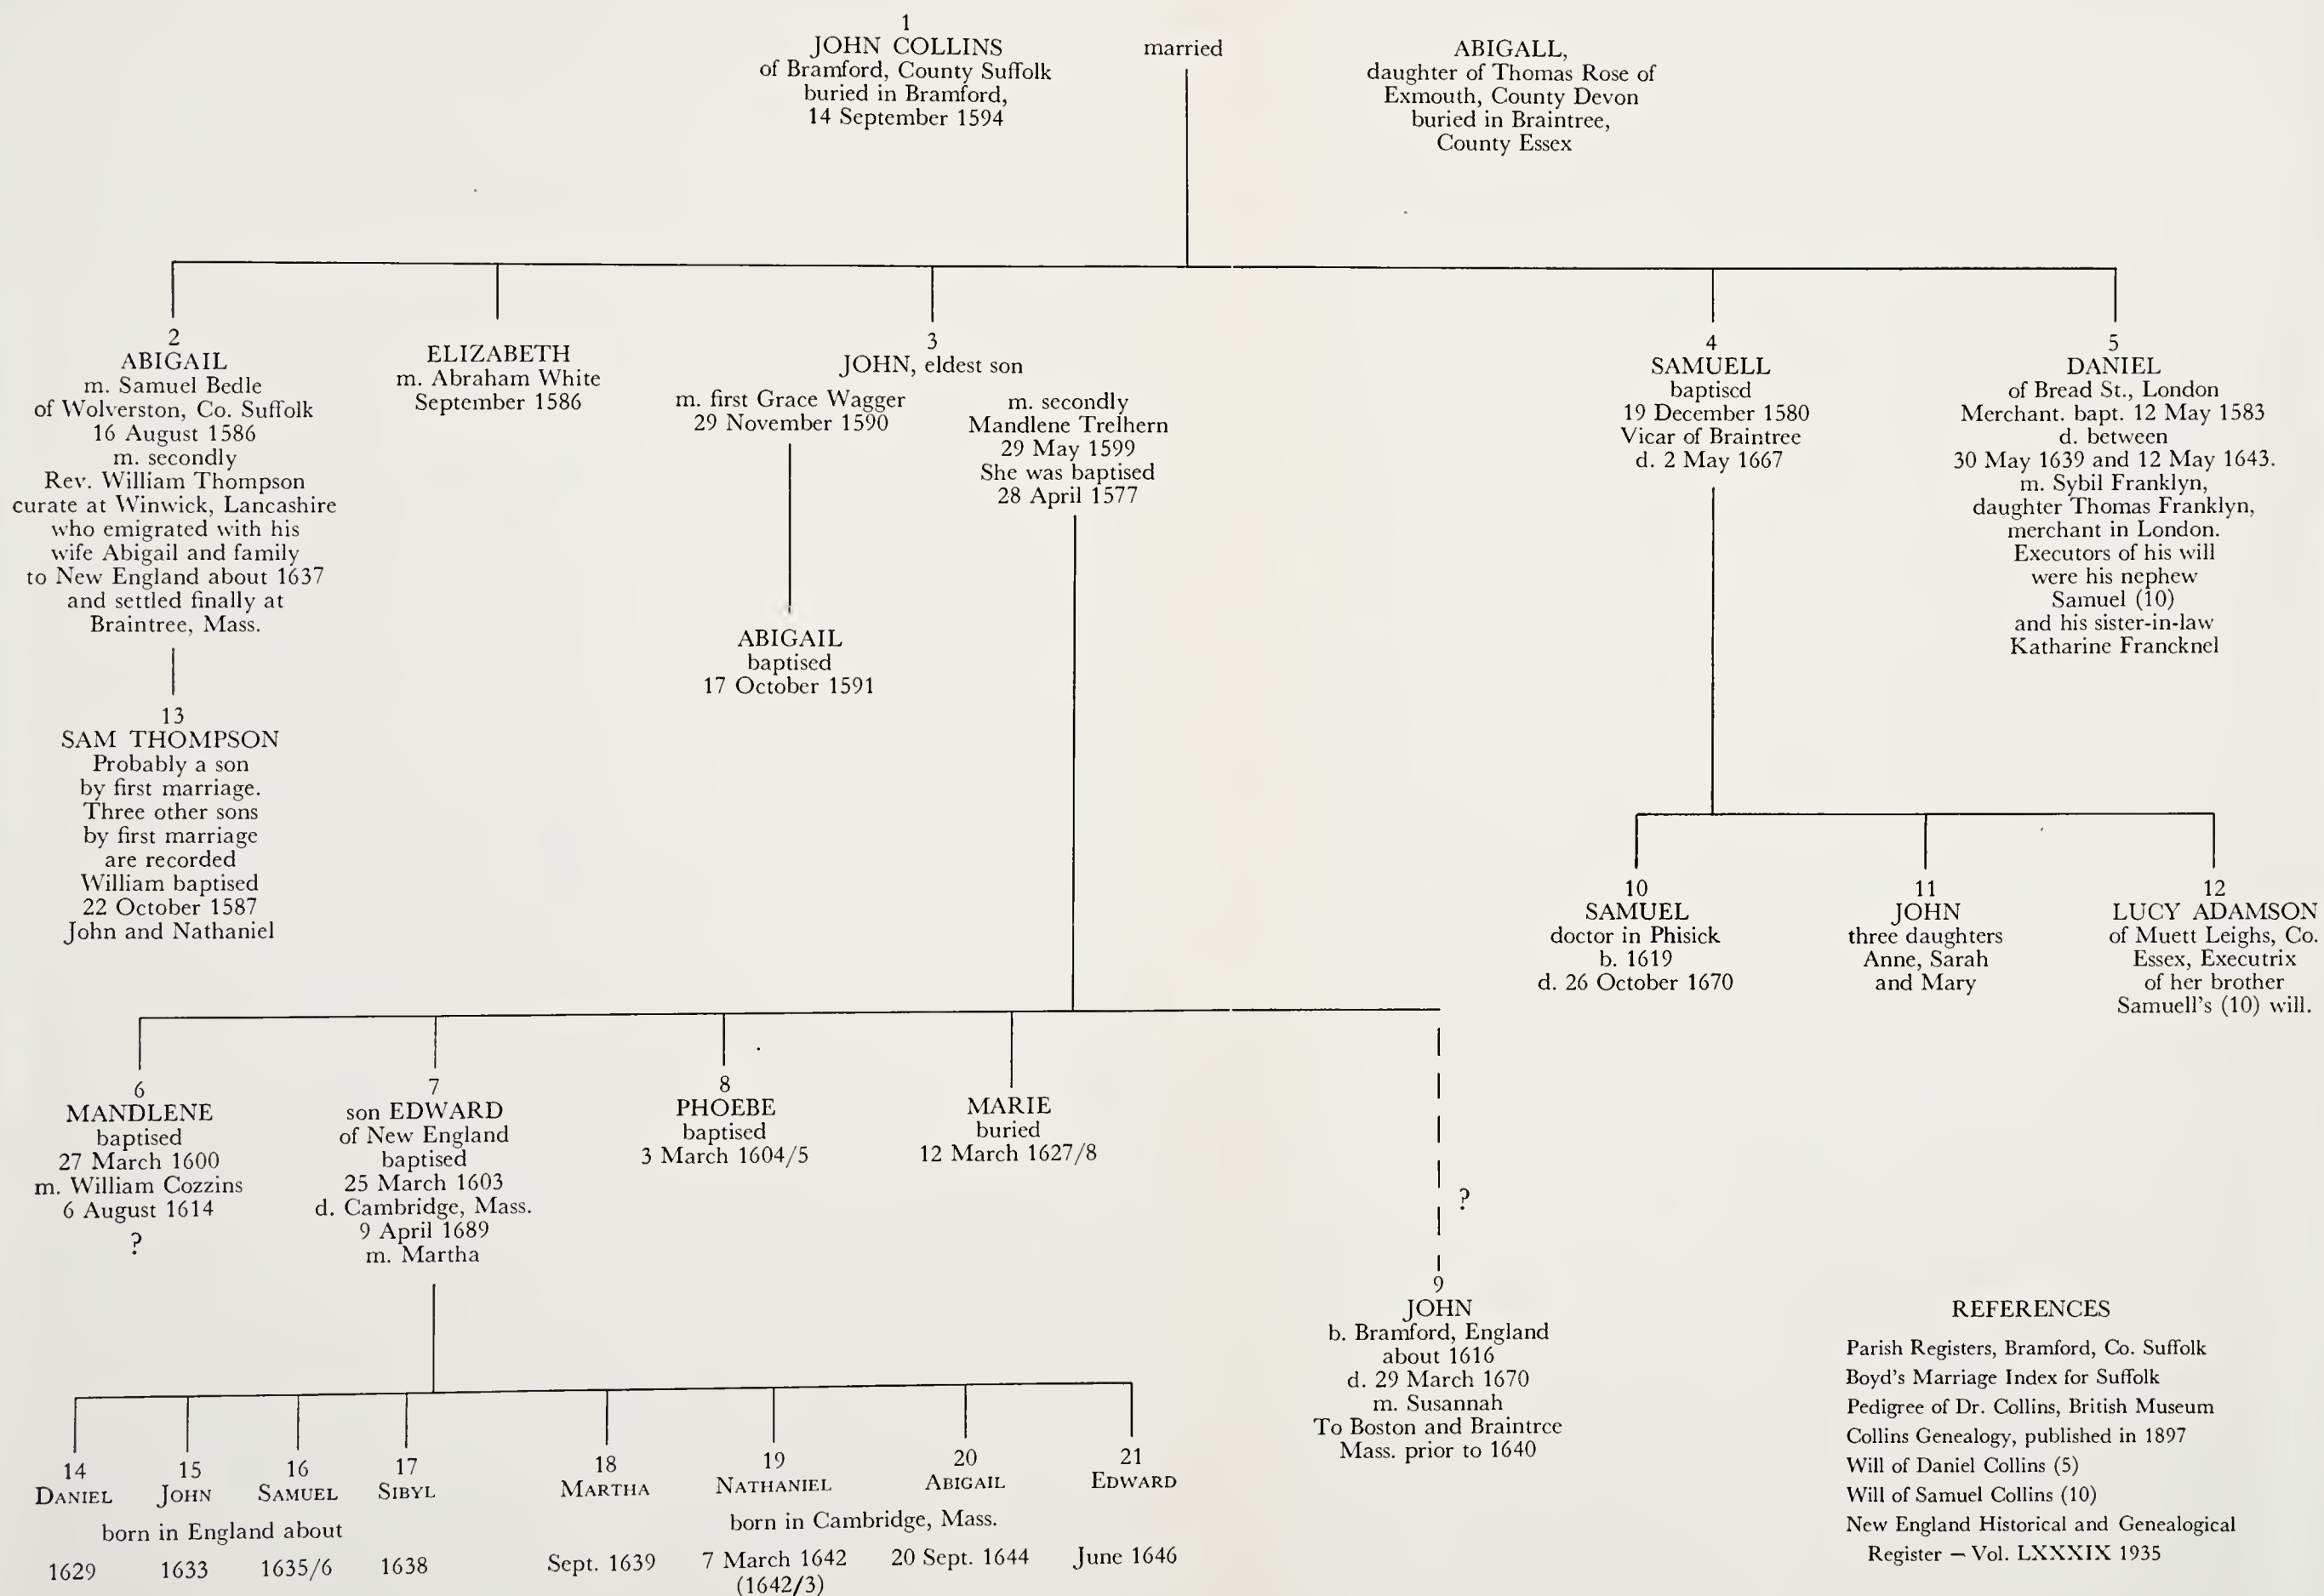 1
JOHN COLLINS
of Bramford, County Suffolk
buried in Bramford,
14 September 1594
married
ABIGALL,
daughter of Thomas Rose of
Exmouth, County Devon
buried in Braintree,
County Essex
2
ABIGAIL
m. Samuel Bedle
of Wolverston, Co. Suffolk
16 August 1586
m. secondly
Rev. William Thompson
curate at Winwick, Lancashire
who emigrated with his
wife Abigail and family
to New England about 1637
and settled finally at
Braintree, Mass.
ELIZABETH
m. Abraham White
September 1586
3
JOHN, eldest son
m. first Grace Wagger
29 November 1590
m. secondly
Mandlene Trelhern
29 May 1599
She was baptised
28 April 1577
4
SAMUELL
baptised
19 December 1580
Vicar of Braintree
d. 2 May 1667
5
DANIEL
of Bread St., London
Merchant. bapt. 12 May 1583
d. between
30 May 1639 and 12 May 1643.
m. Sybil Franklyn,
daughter Thomas Franklyn,
merchant in London.
Executors of his will
were his nephew
Samuel (10)
and his sister-in-law
Katharine Francknel
ABIGAIL
baptised
17 October 1591
13
SAM THOMPSON
Probably a son
by first marriage.
Three other sons
by first marriage
are recorded
William baptised
22 October 1587
John and Nathaniel
10
SAMUEL
doctor in Phisick
b. 1619
d. 26 October 1670
11
JOHN
three daughters
Anne, Sarah
and Mary
12
LUCY ADAMSON
of Muett Leighs, Co.
Essex, Executrix
of her brother
Samuell's (10) will.
6
MANDLENE
baptised
27 March 1600
m. William Cozzins
6 August 1614
?
7
son EDWARD
of New England
baptised
25 March 1603
d. Cambridge, Mass.
9 April 1689
m. Martha
8
PHOEBE
baptised
3 March 1604/5
MARIE
buried
12 March 1627/8
?
9
JOHN
b. Bramford, England
about 1616
d. 29 March 1670
m. Susannah
To Boston and Braintree
Mass. prior to 1640
14
DANIEL
15
JOHN
16
SAMUEL
17
SIBYL
18
MARTHA
19
NATHANIEL
20
ABIGAIL
21
EDWARD
born in England about
born in Cambridge, Mass.
1629
1633
1635/6
1638
Sept. 1639
7 March 1642
(1642/3)
20 Sept. 1644
June 1646
REFERENCES
Parish Registers, Bramford, Co. Suffolk
Boyd's Marriage Index for Suffolk
Pedigree of Dr. Collins, British Museum
Collins Genealogy, published in 1897
Will of Daniel Collins (5)
Will of Samuel Collins (10)
New England Historical and Genealogical
Register – Vol. LXXXIX 1935